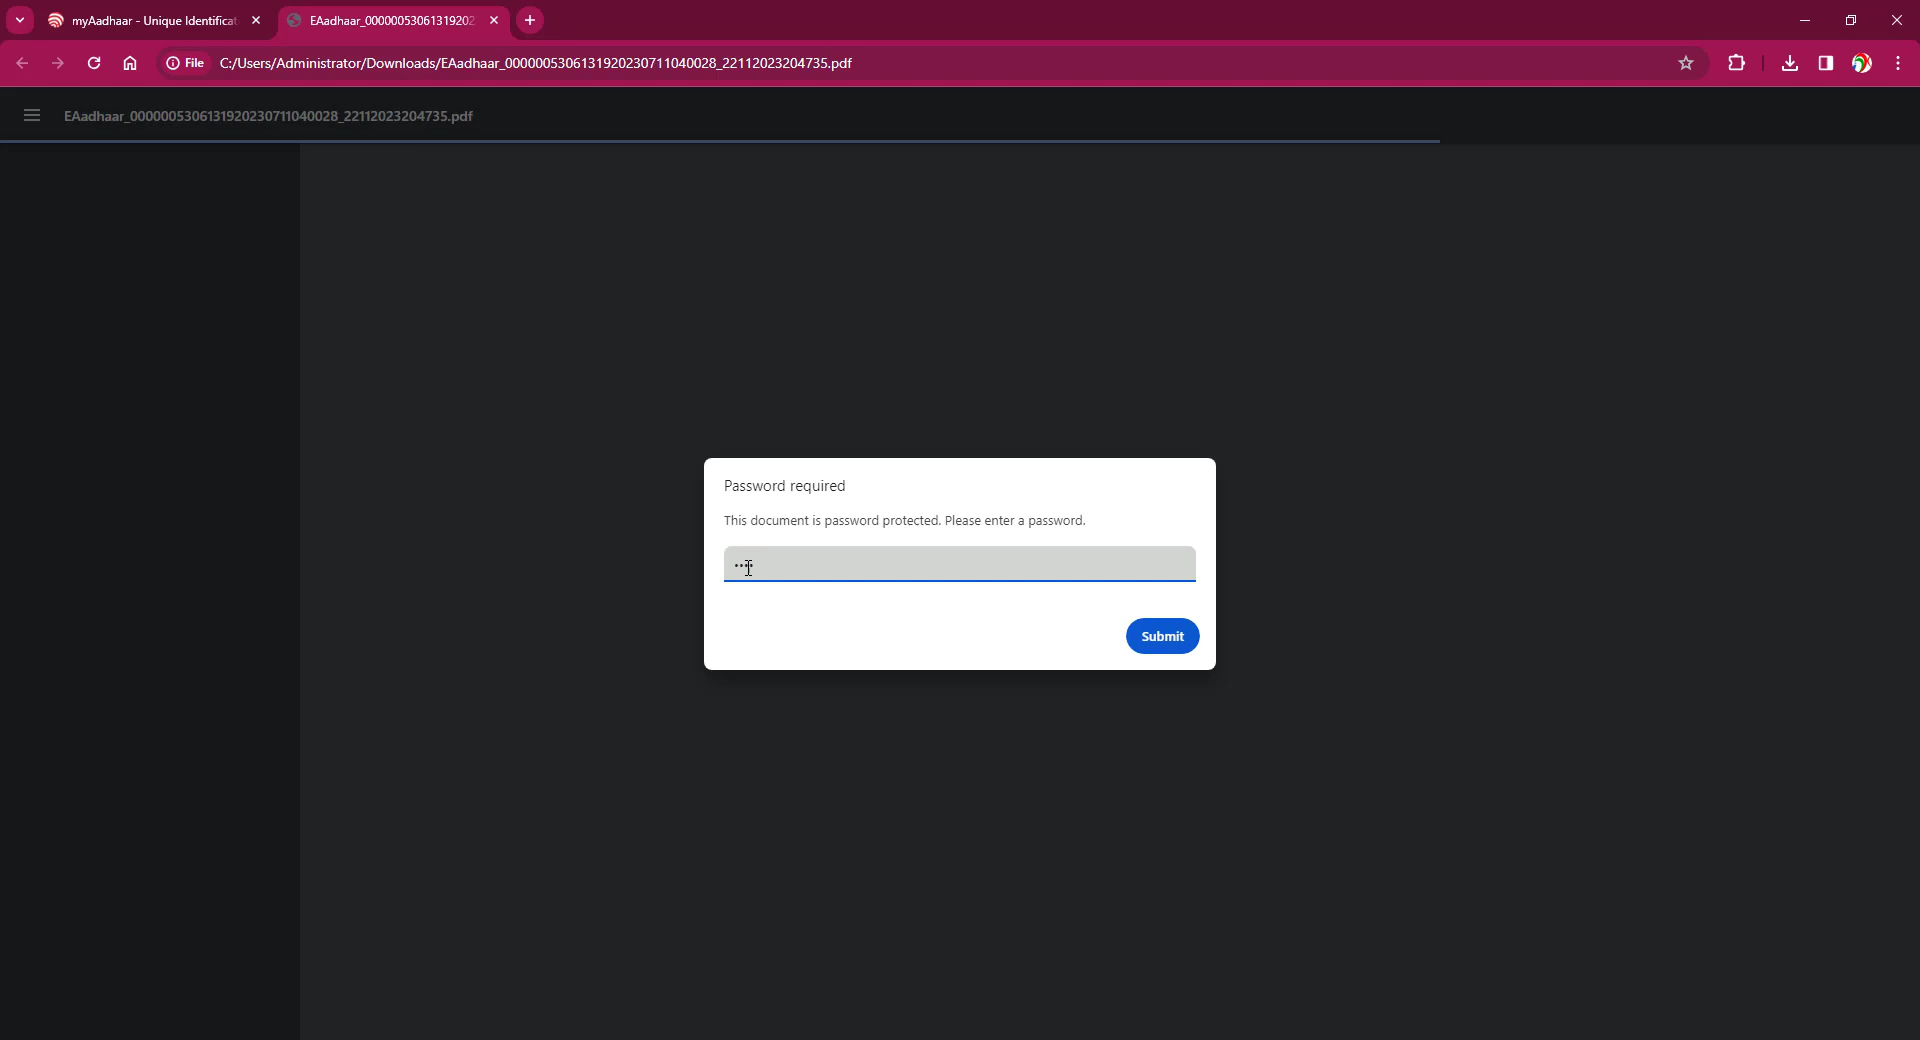 myAadhaar - Unique Identificat
EAadhaar_00000053061319202
File
C:/Users/Administrator/Downloads/EAadhaar_0000005306131920230711040028_22112023204735.pdf
EAadhaar_0000005306131920230711040028_22112023204735.pdf
Password required
This document is password protected. Please enter a password.
Submit